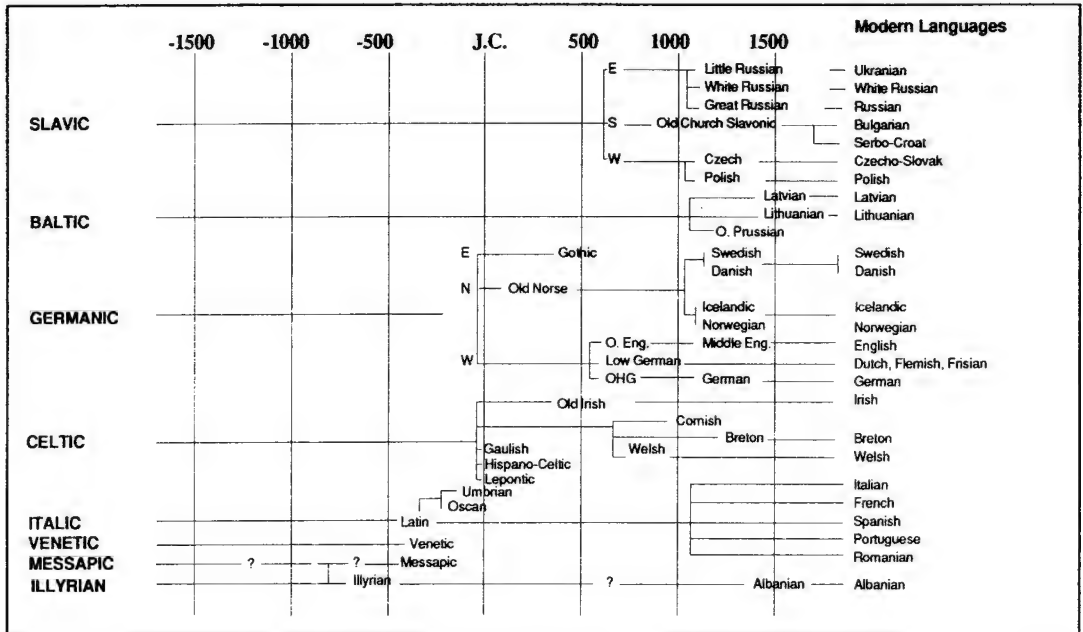 Modern Languages
-1500 -1000 -500 J.C. 500 1000 1500
E Little Russian Ukranian
White Russian White Russian
Great Russian Russian
SLAVIC S Old Church Slavonic Bulgarian
Serbo-Croat
W Czech Czecho-Slovak
Polish Polish
Latvian Latvian
BALTIC Lithuanian Lithuanian
O. Prussian
E Gothic Swedish Swedish
Danish Danish
N Old Norse
Icelandic Icelandic
GERMANIC Norwegian Norwegian
O. Eng. Middle Eng. English
W Low German Dutch, Flemish, Frisian
OHG German German
Old Irish Irish
Cornish
CELTIC Breton Breton
Gaulish Welsh Welsh
Hispano-Celtic
Lepontic
Umbrian Italian
Oscan French
ITALIC Latin Spanish
VENETIC Venetic Portuguese
MESSAPIC ? ? Messapic Romanian
ILLYRIAN Illyrian ? Albanian Albanian